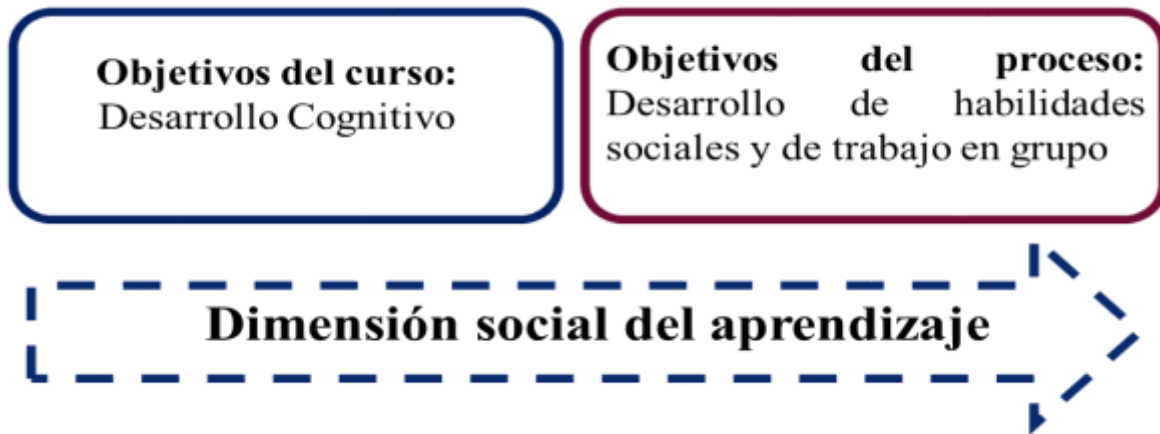 Objetivos del curso:
Desarrollo Cognitivo
Objetivos del proceso:
Desarrollo de habilidades
sociales y de trabajo en grupo
Dimensión social del aprendizaje